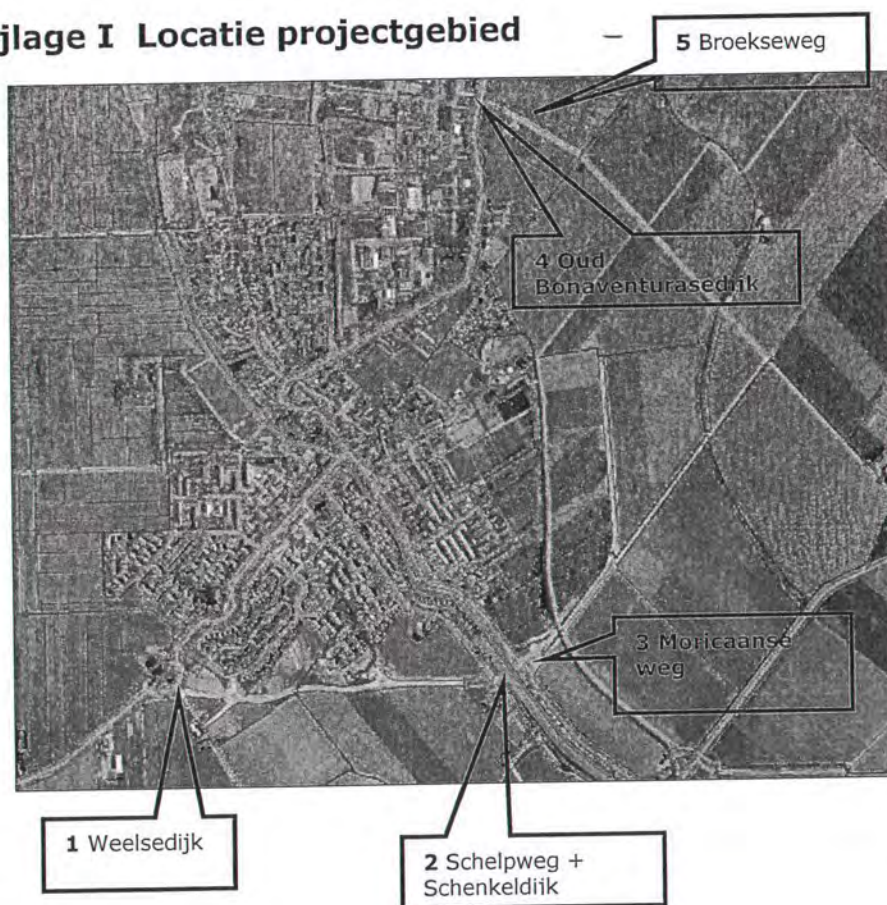 jlage I Locatie projectgebied
5 Broekseweg
4 Oud
Bonaventurasedijk
3 Moricaanse
weg
1 Weelsedijk
2 Schelpweg +
Schenkeldijk